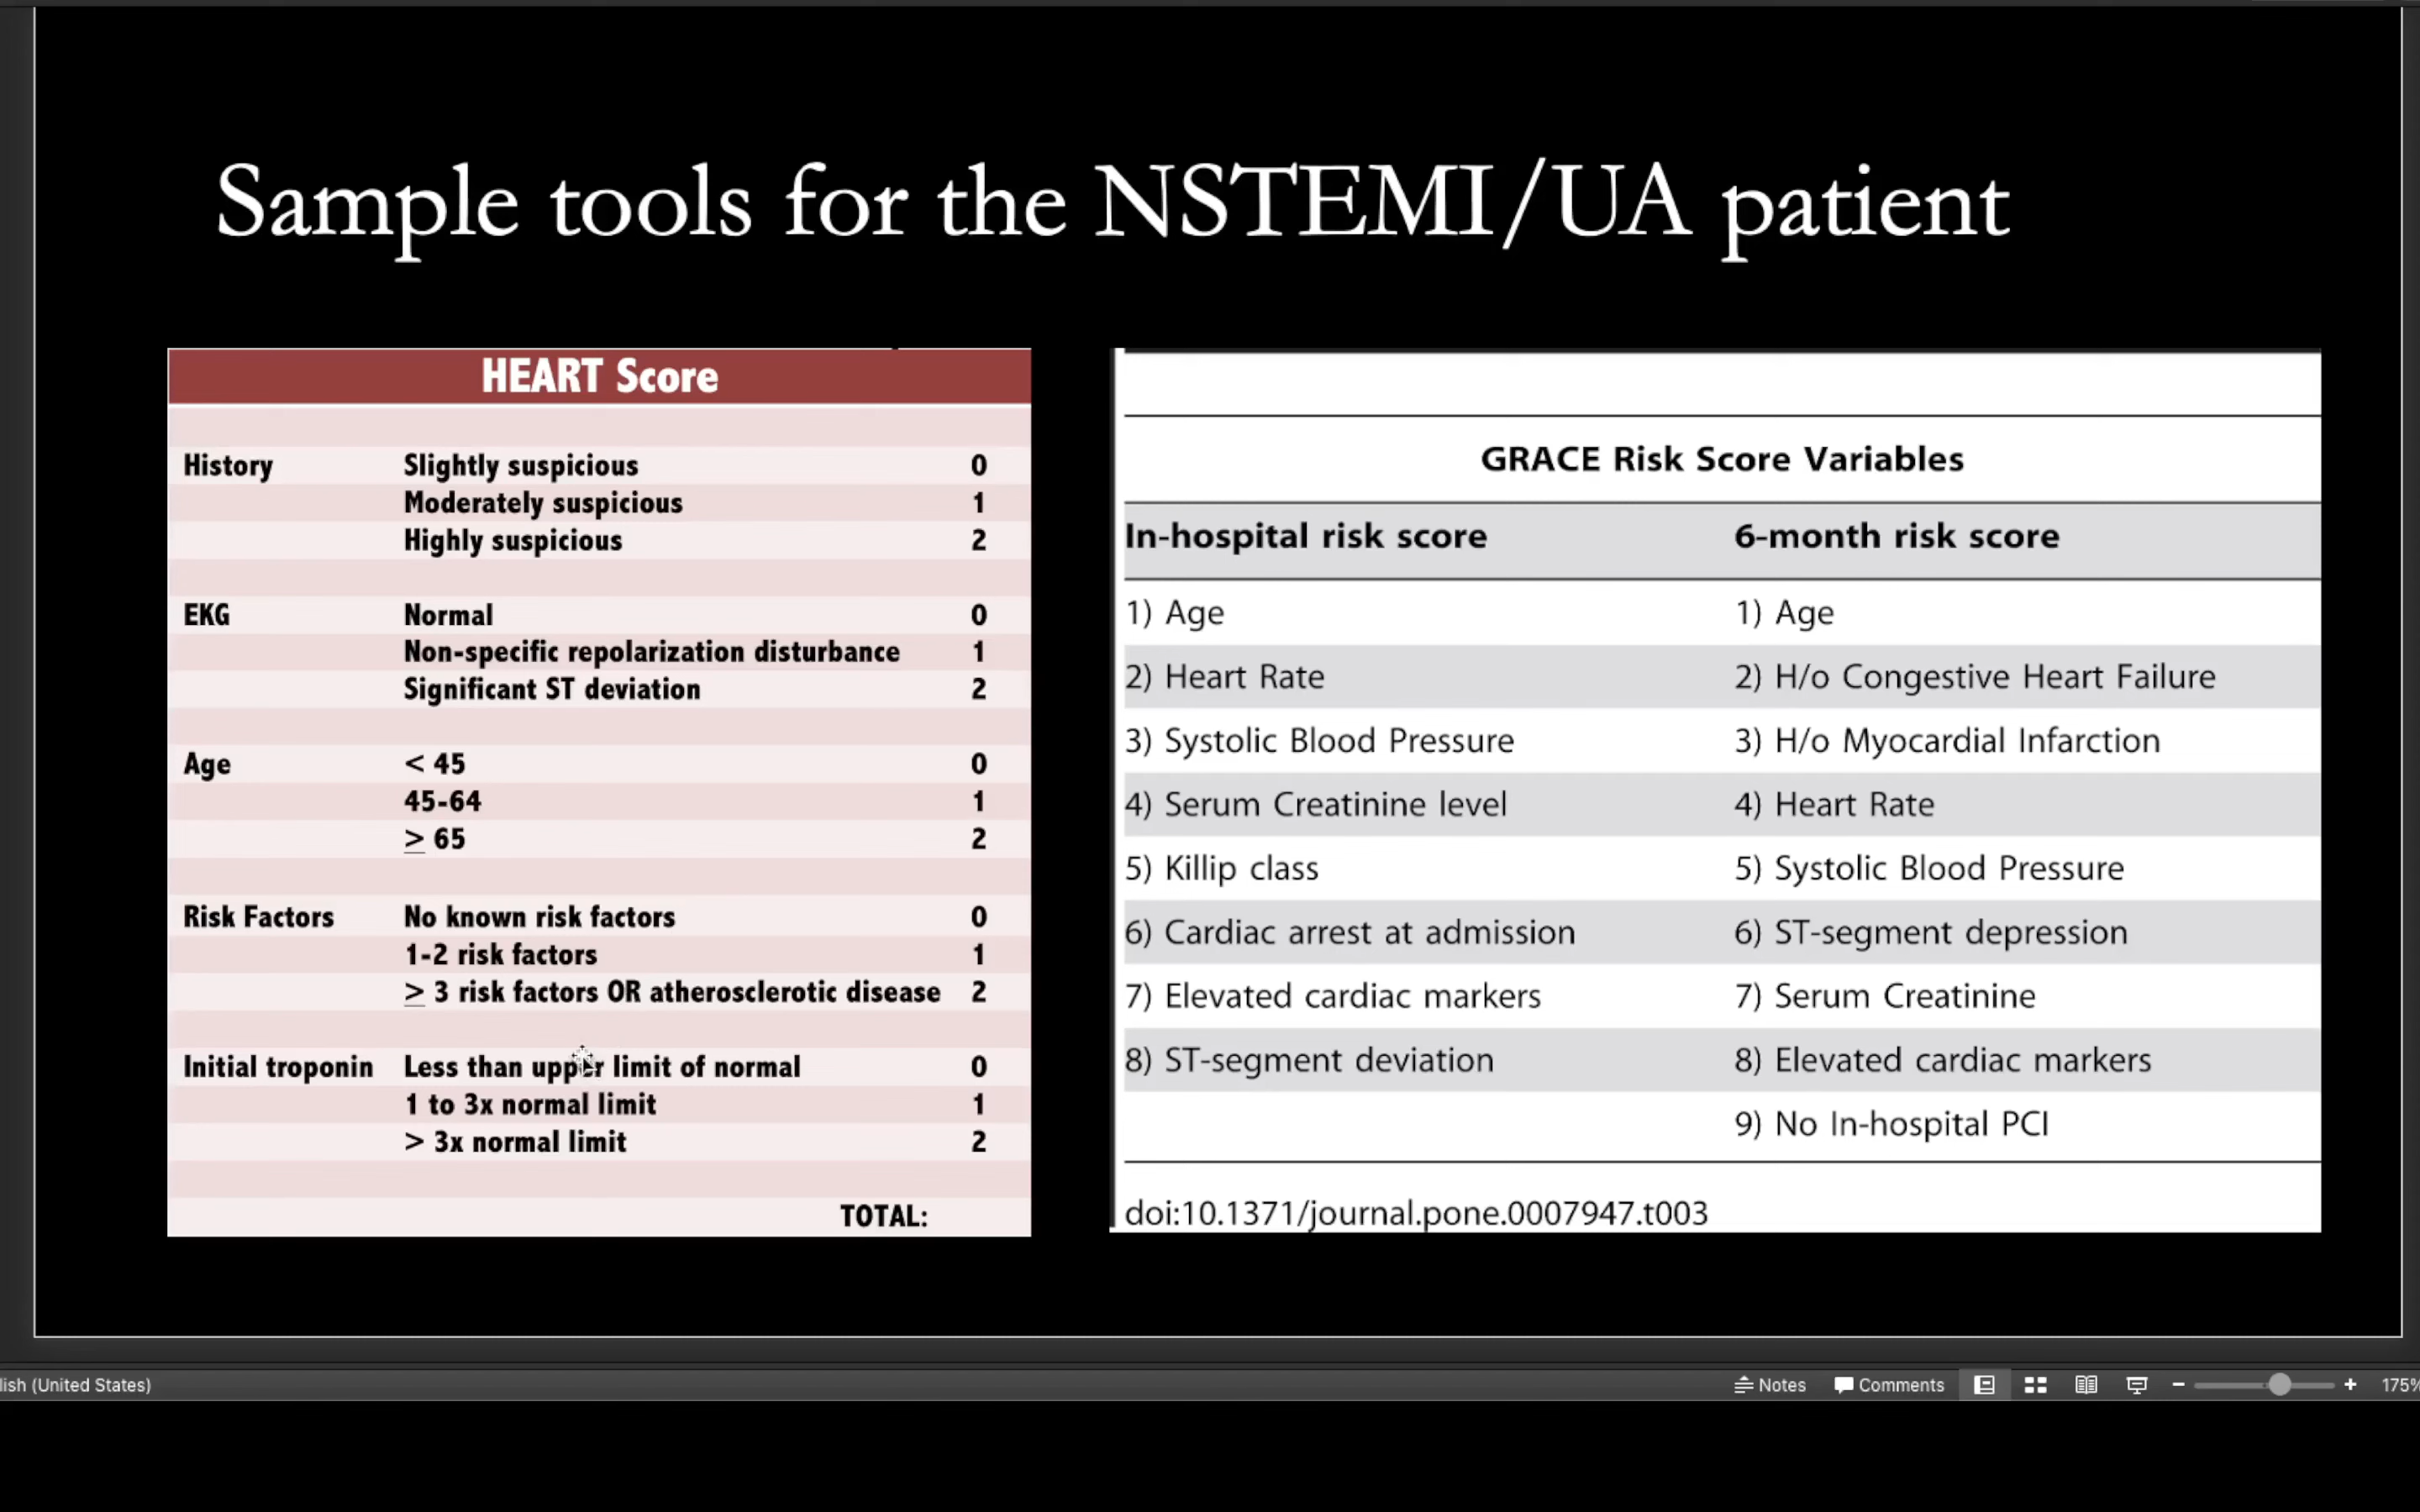 Sample tools for the NSTEMI/UA patient
HEART Score
History Slightly suspicious 0
Moderately suspicious 1
Highly suspicious 2
EKG Normal 0
Non-specific repolarization disturbance 1
Significant ST deviation 2
Age < 45 0
45-64 1
≥ 65 2
Risk Factors No known risk factors 0
1-2 risk factors 1
≥ 3 risk factors OR atherosclerotic disease 2
Initial troponin Less than upper limit of normal 0
1 to 3x normal limit 1
> 3x normal limit 2
TOTAL:
GRACE Risk Score Variables
In-hospital risk score 6-month risk score
1) Age 1) Age
2) Heart Rate 2) H/o Congestive Heart Failure
3) Systolic Blood Pressure 3) H/o Myocardial Infarction
4) Serum Creatinine level 4) Heart Rate
5) Killip class 5) Systolic Blood Pressure
6) Cardiac arrest at admission 6) ST-segment depression
7) Elevated cardiac markers 7) Serum Creatinine
8) ST-segment deviation 8) Elevated cardiac markers
9) No In-hospital PCI
doi:10.1371/journal.pone.0007947.t003
lish (United States) Notes Comments 175%